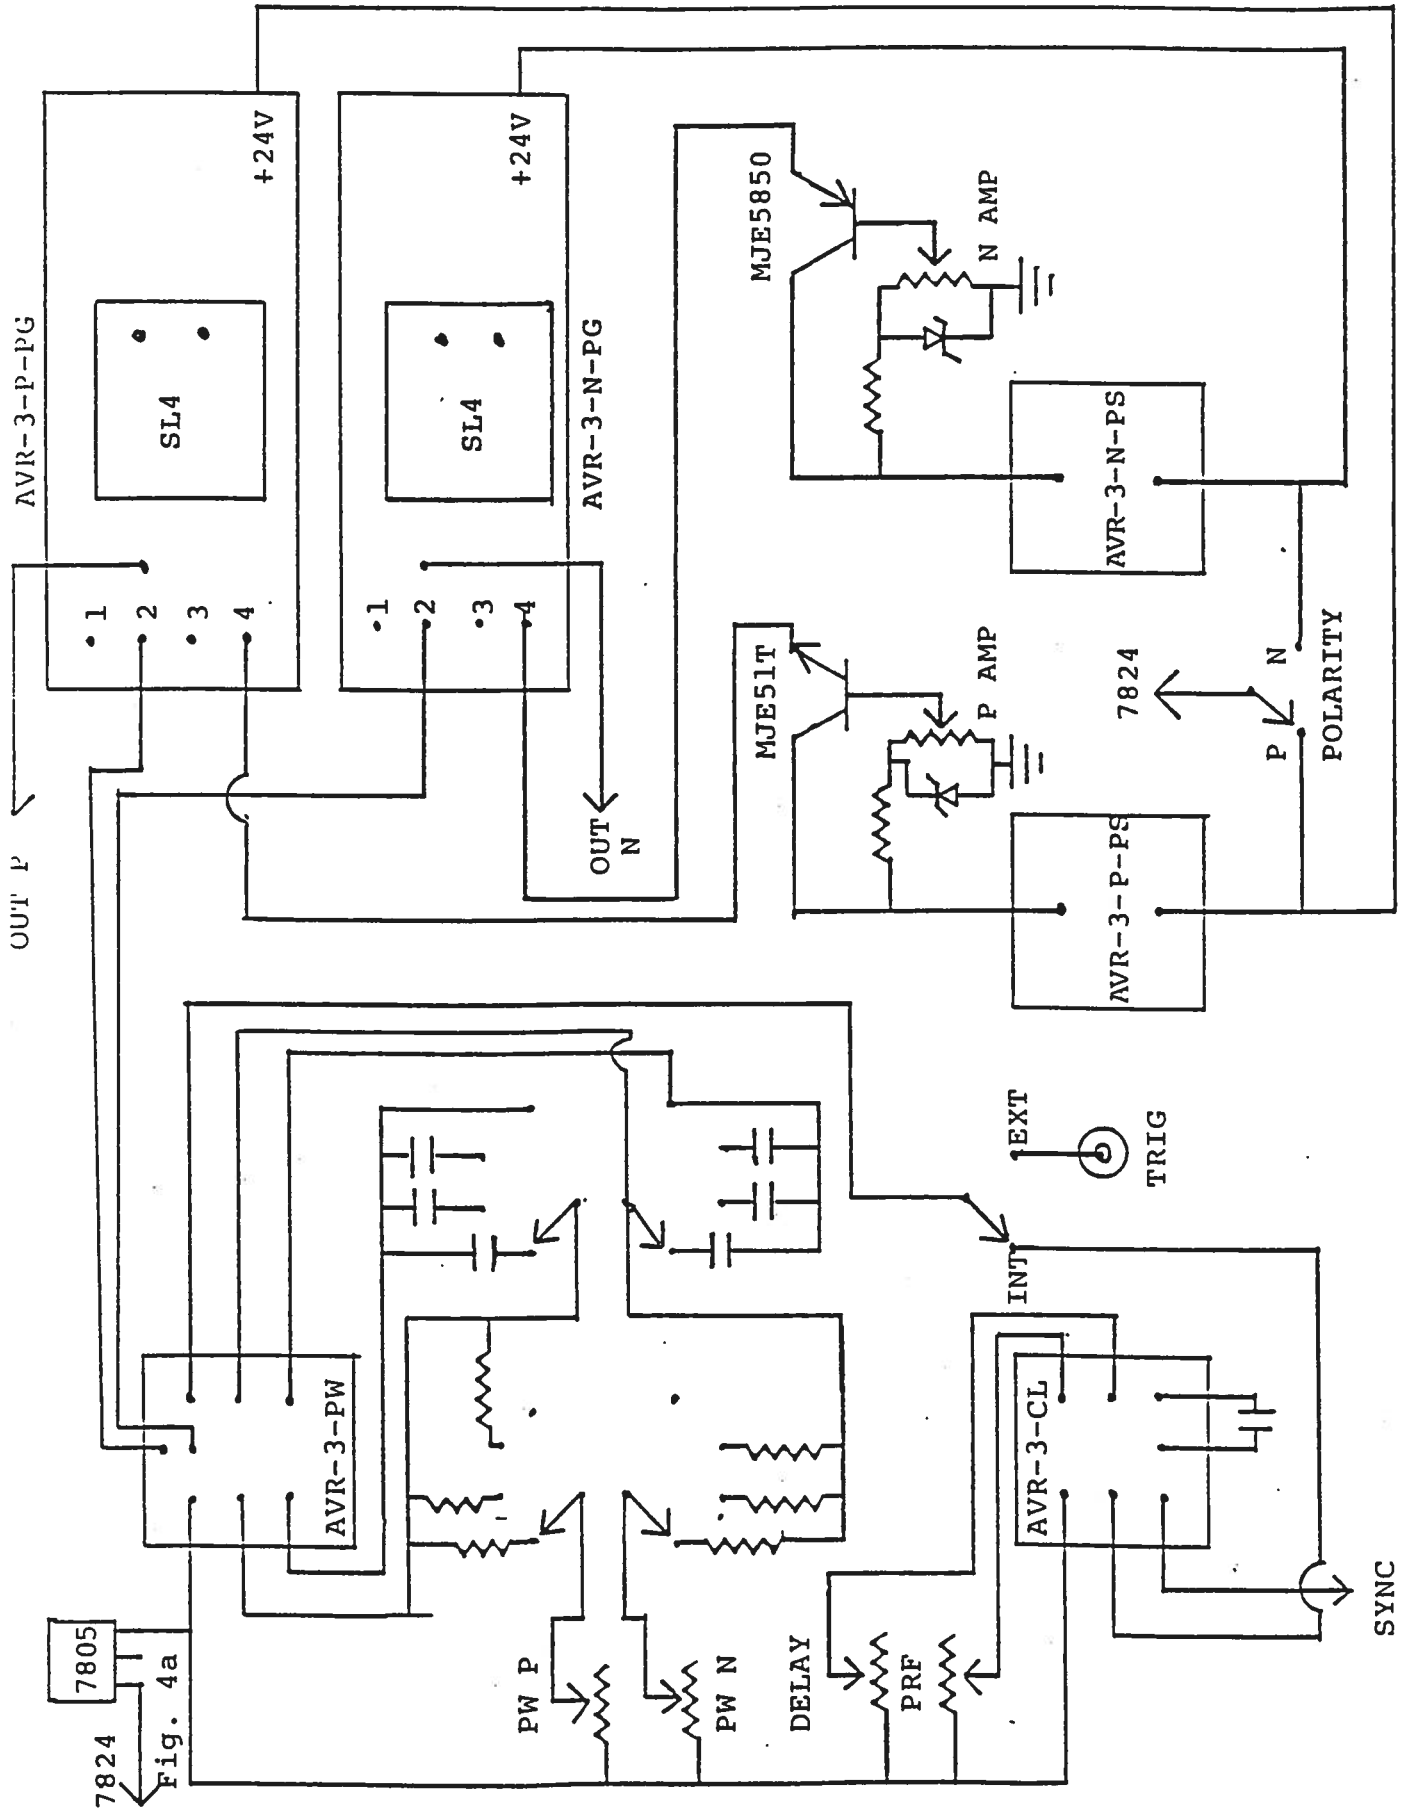 OUT P
AVR-3-P-PG
7805
7824
1
2
3
4
SL4
+24V
Fig. 4a
AVR-3-PW
1
2
3
4
SL4
+24V
AVR-3-N-PG
OUT
N
PW P
PW N
MJE51T
MJE5850
DELAY
PRF
P AMP
N AMP
INT
EXT
AVR-3-CL
AVR-3-P-PS
AVR-3-N-PS
TRIG
7824
P
N
POLARITY
SYNC